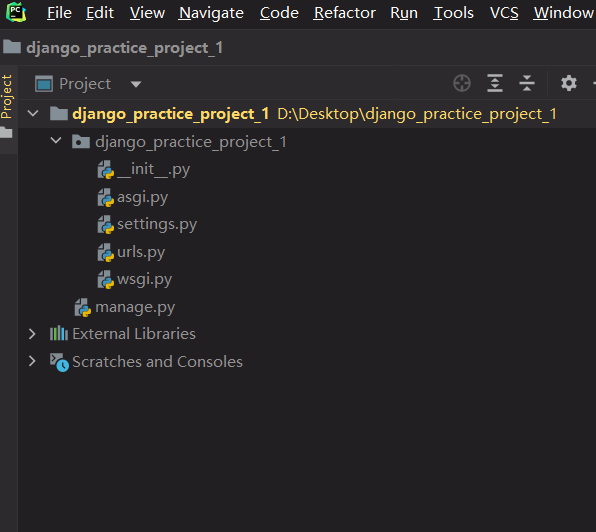 PC File Edit View Navigate Code Refactor Run Tools VCS Window
django_practice_project_1
Project
Project
django_practice_project_1 D:\Desktop\django_practice_project_1
django_practice_project_1
__init__.py
asgi.py
settings.py
urls.py
wsgi.py
manage.py
External Libraries
Scratches and Consoles